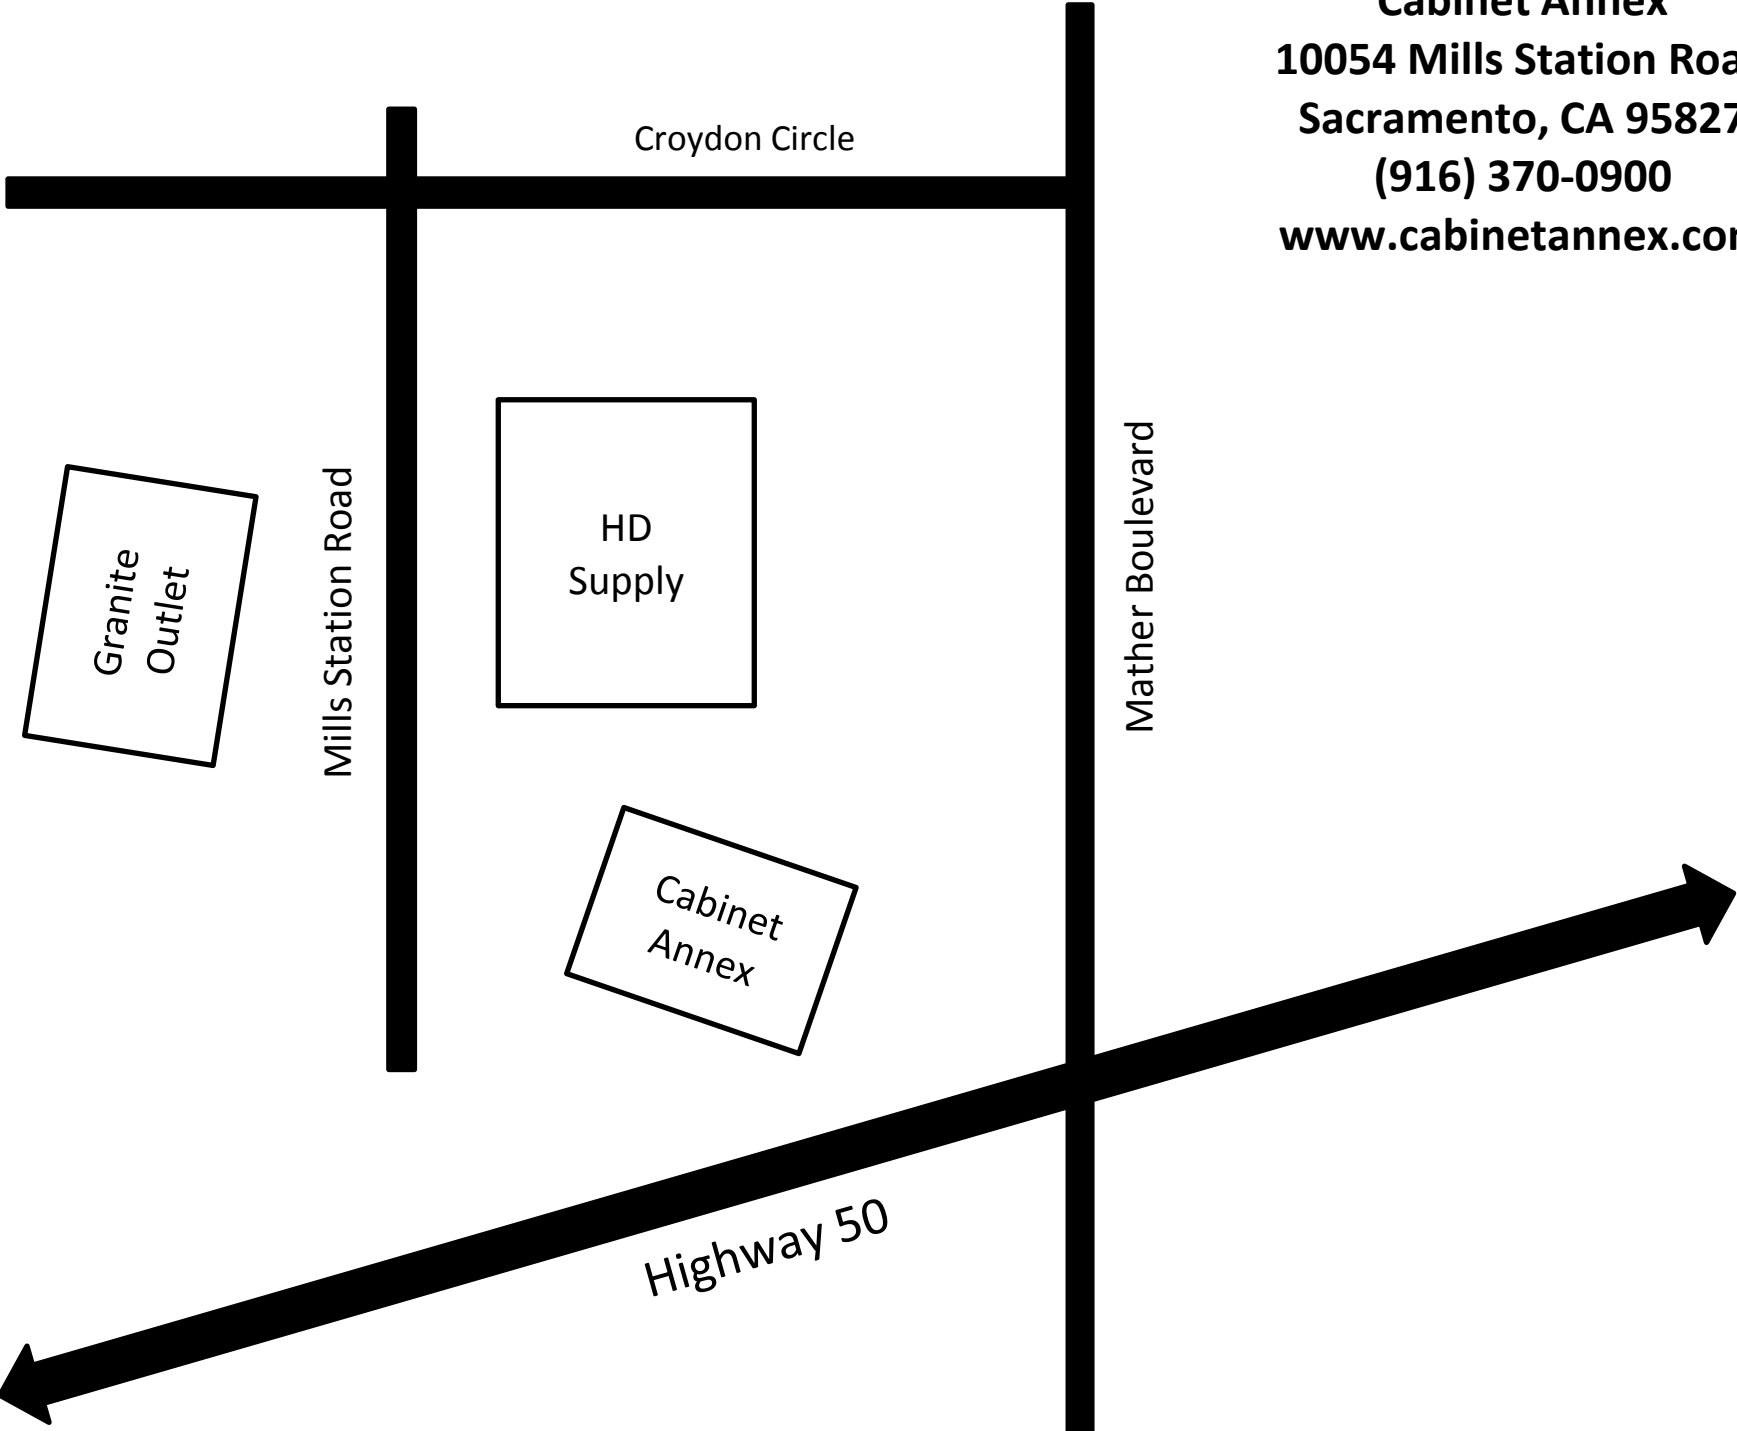 Cabinet Annex
10054 Mills Station Roa
Sacramento, CA 95827
(916) 370-0900
www.cabinetannex.co
Croydon Circle
Mills Station Road
HD
Supply
Mather Boulevard
Granite
Outlet
Cabinet
Annex
Highway 50